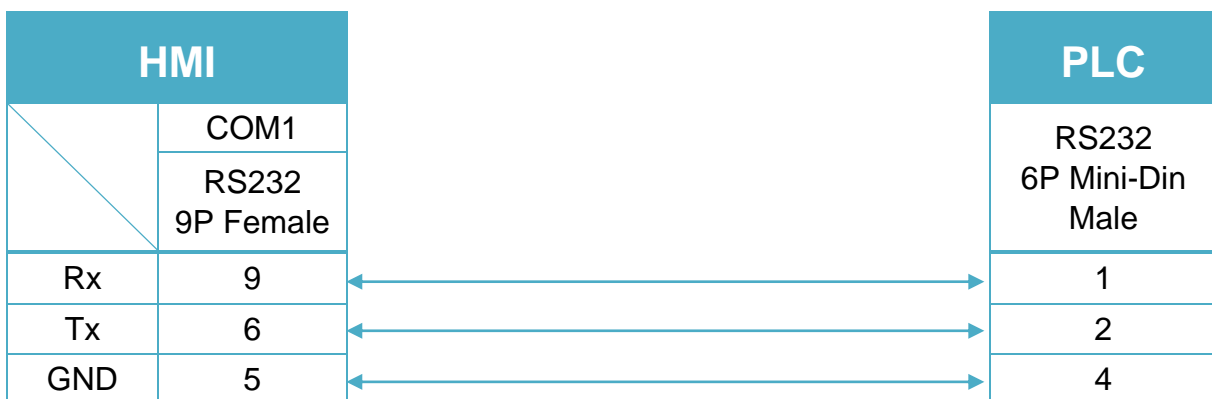 HMI
PLC
COM1
RS232
9P Female
RS232
6P Mini-Din
Male
Rx 9 1
Tx 6 2
GND 5 4